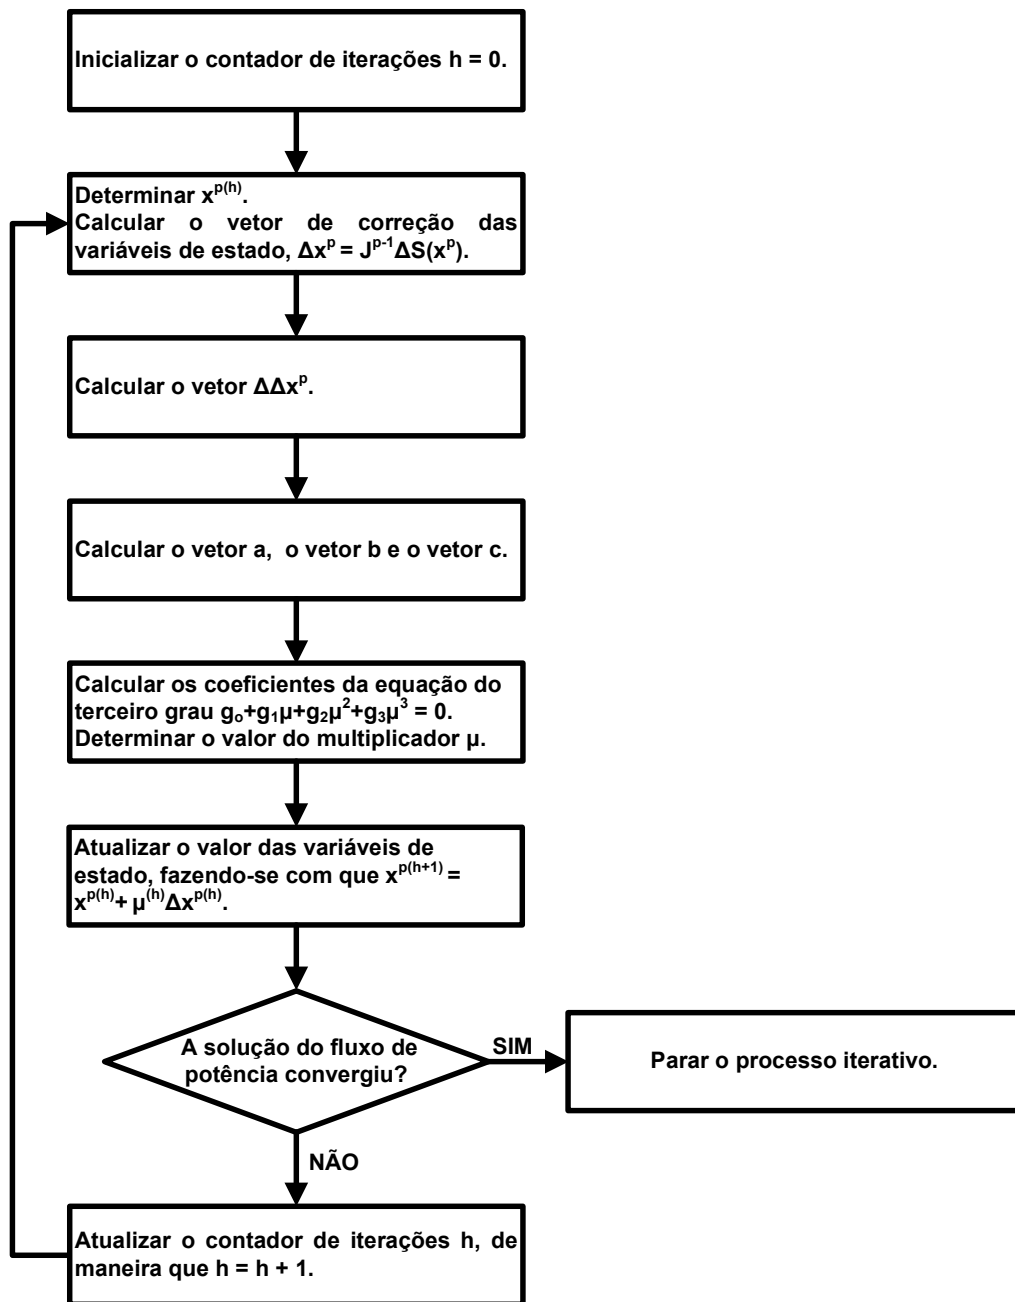 Inicializar o contador de iterações h = 0.
Determinar x^p(h).
Calcular o vetor de correção das
variáveis de estado, Δx^p = J^p-1ΔS(x^p).
Calcular o vetor ΔΔx^p.
Calcular o vetor a, o vetor b e o vetor c.
Calcular os coeficientes da equação do
terceiro grau g₀+g₁μ+g₂μ²+g₃μ³ = 0.
Determinar o valor do multiplicador μ.
Atualizar o valor das variáveis de
estado, fazendo-se com que x^p(h+1) =
x^p(h)+ μ^(h)Δx^p(h).
A solução do fluxo de
potência convergiu?
SIM
Parar o processo iterativo.
NÃO
Atualizar o contador de iterações h, de
maneira que h = h + 1.